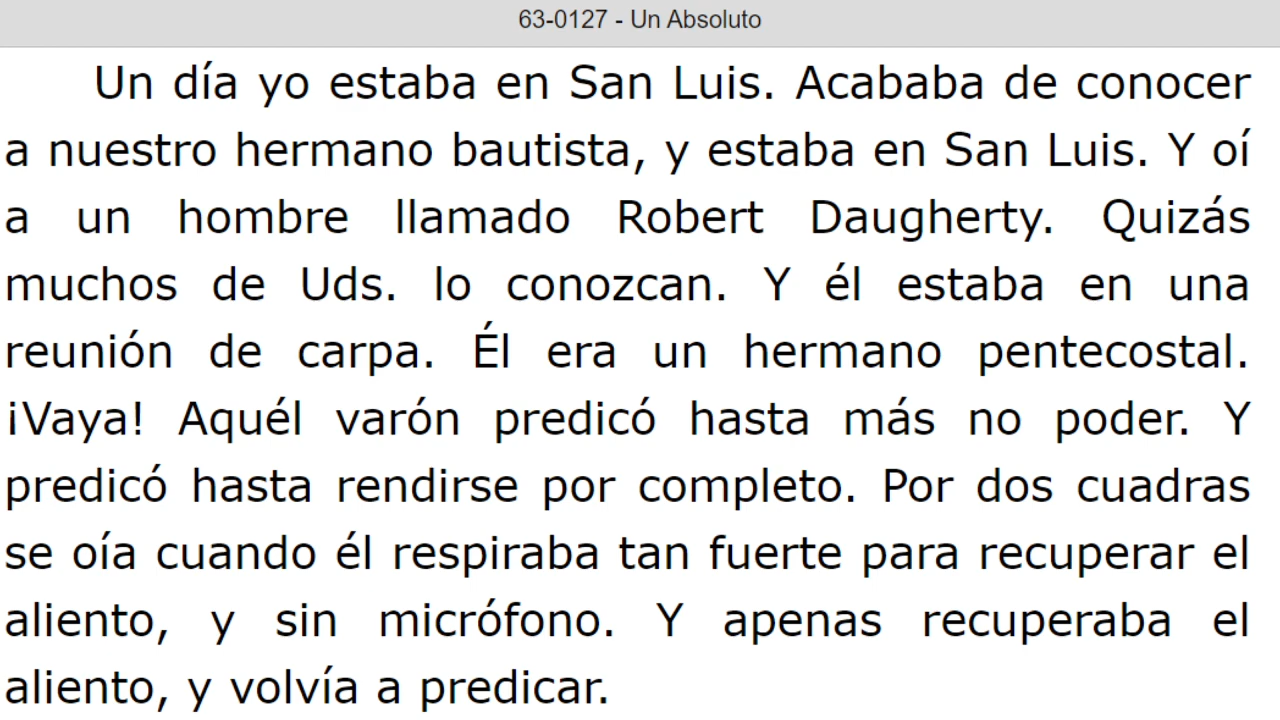 63-0127 - Un Absoluto
Un día yo estaba en San Luis. Acababa de conocer
a nuestro hermano bautista, y estaba en San Luis. Y oí
a un hombre llamado Robert Daugherty. Quizás
muchos de Uds. lo conozcan. Y él estaba en una
reunión de carpa. Él era un hermano pentecostal.
¡Vaya! Aquél varón predicó hasta más no poder. Y
predicó hasta rendirse por completo. Por dos cuadras
se oía cuando él respiraba tan fuerte para recuperar el
aliento, y sin micrófono. Y apenas recuperaba el
aliento, y volvía a predicar.